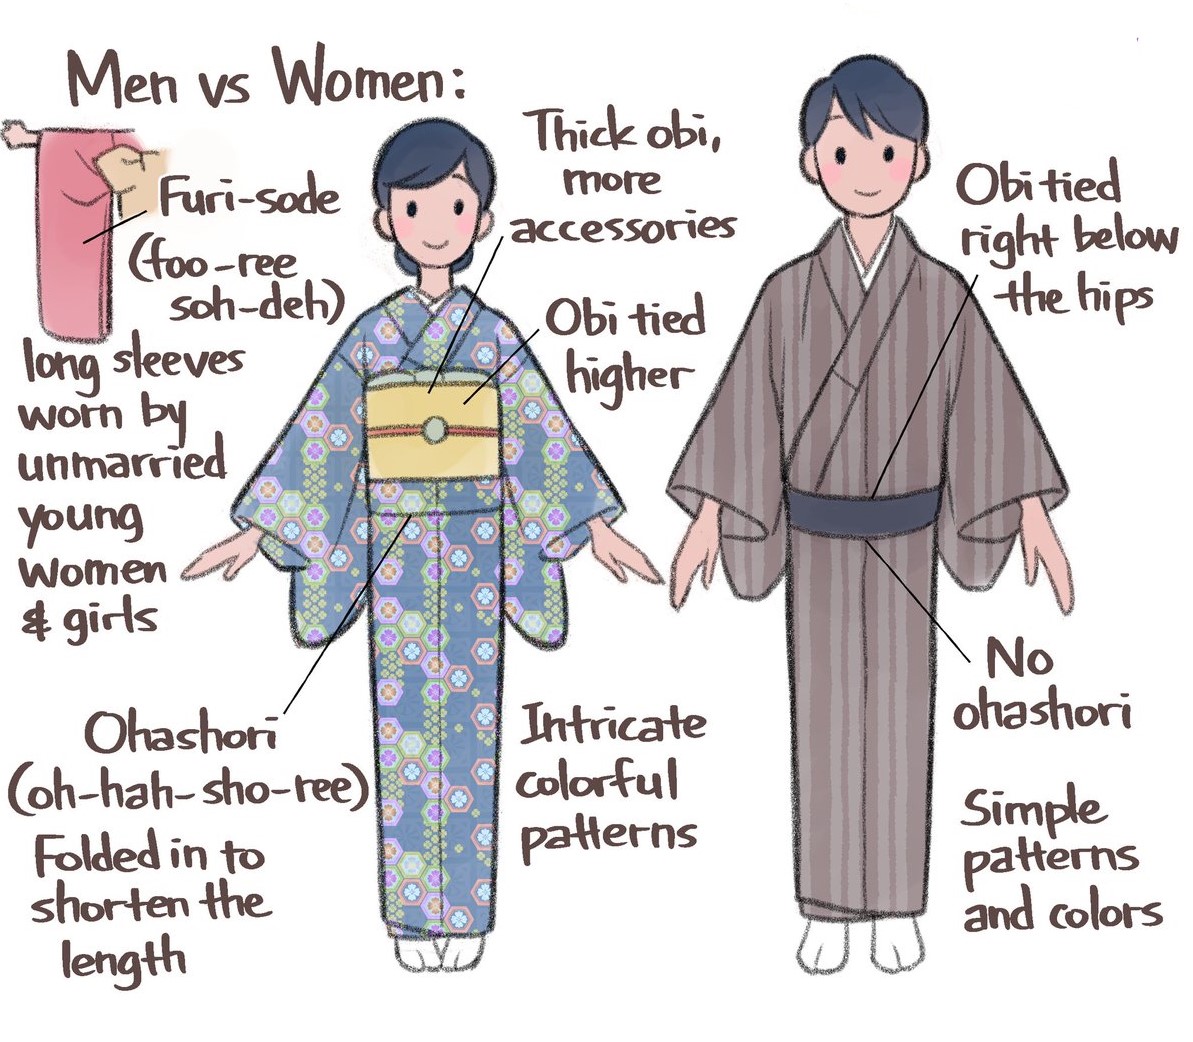 Men vs Women:
Furi-sode
(foo-ree
soh-deh)
long sleeves
worn by
unmarried
young
women
& girls
Thick obi,
more
accessories
Obi tied
higher
Obi tied
right below
the hips
Ohashori
(oh-hah-sho-ree)
Folded in to
shorten the
length
Intricate
colorful
patterns
No
ohashori
Simple
patterns
and colors